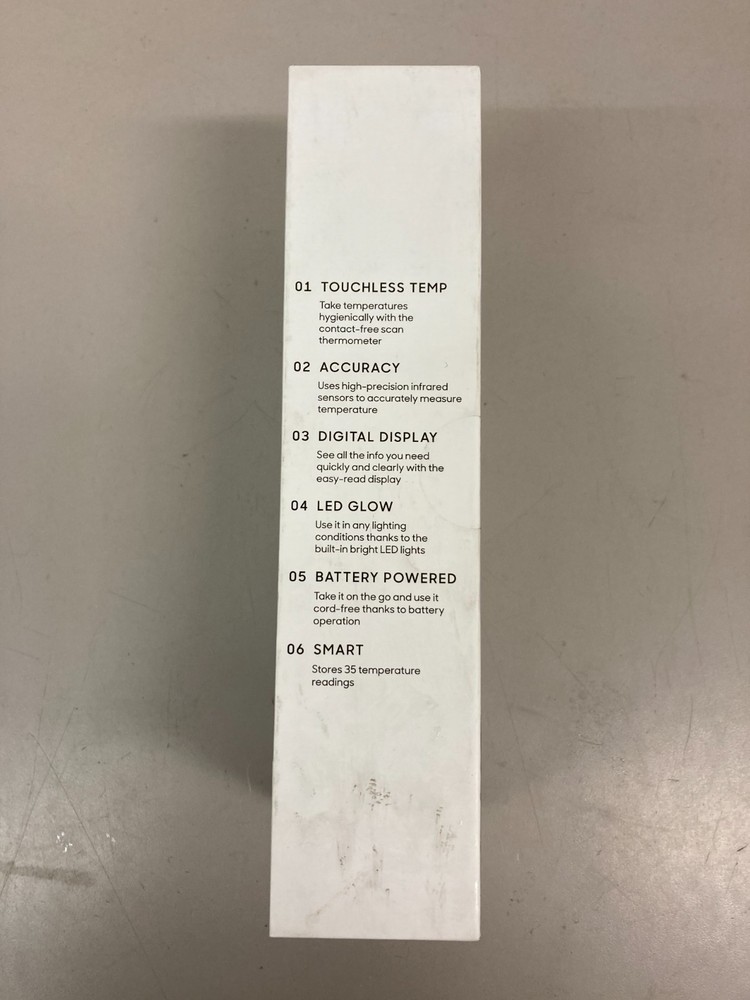 01 TOUCHLESS TEMP
Take temperatures
hygienically with the
contact-free scan
thermometer
02 ACCURACY
Uses high-precision infrared
sensors to accurately measure
temperature
03 DIGITAL DISPLAY
See all the info you need
quickly and clearly with the
easy-read display
04 LED GLOW
Use it in any lighting
conditions thanks to the
built-in bright LED lights
05 BATTERY POWERED
Take it on the go and use it
cord-free thanks to battery
operation
06 SMART
Stores 35 temperature
readings